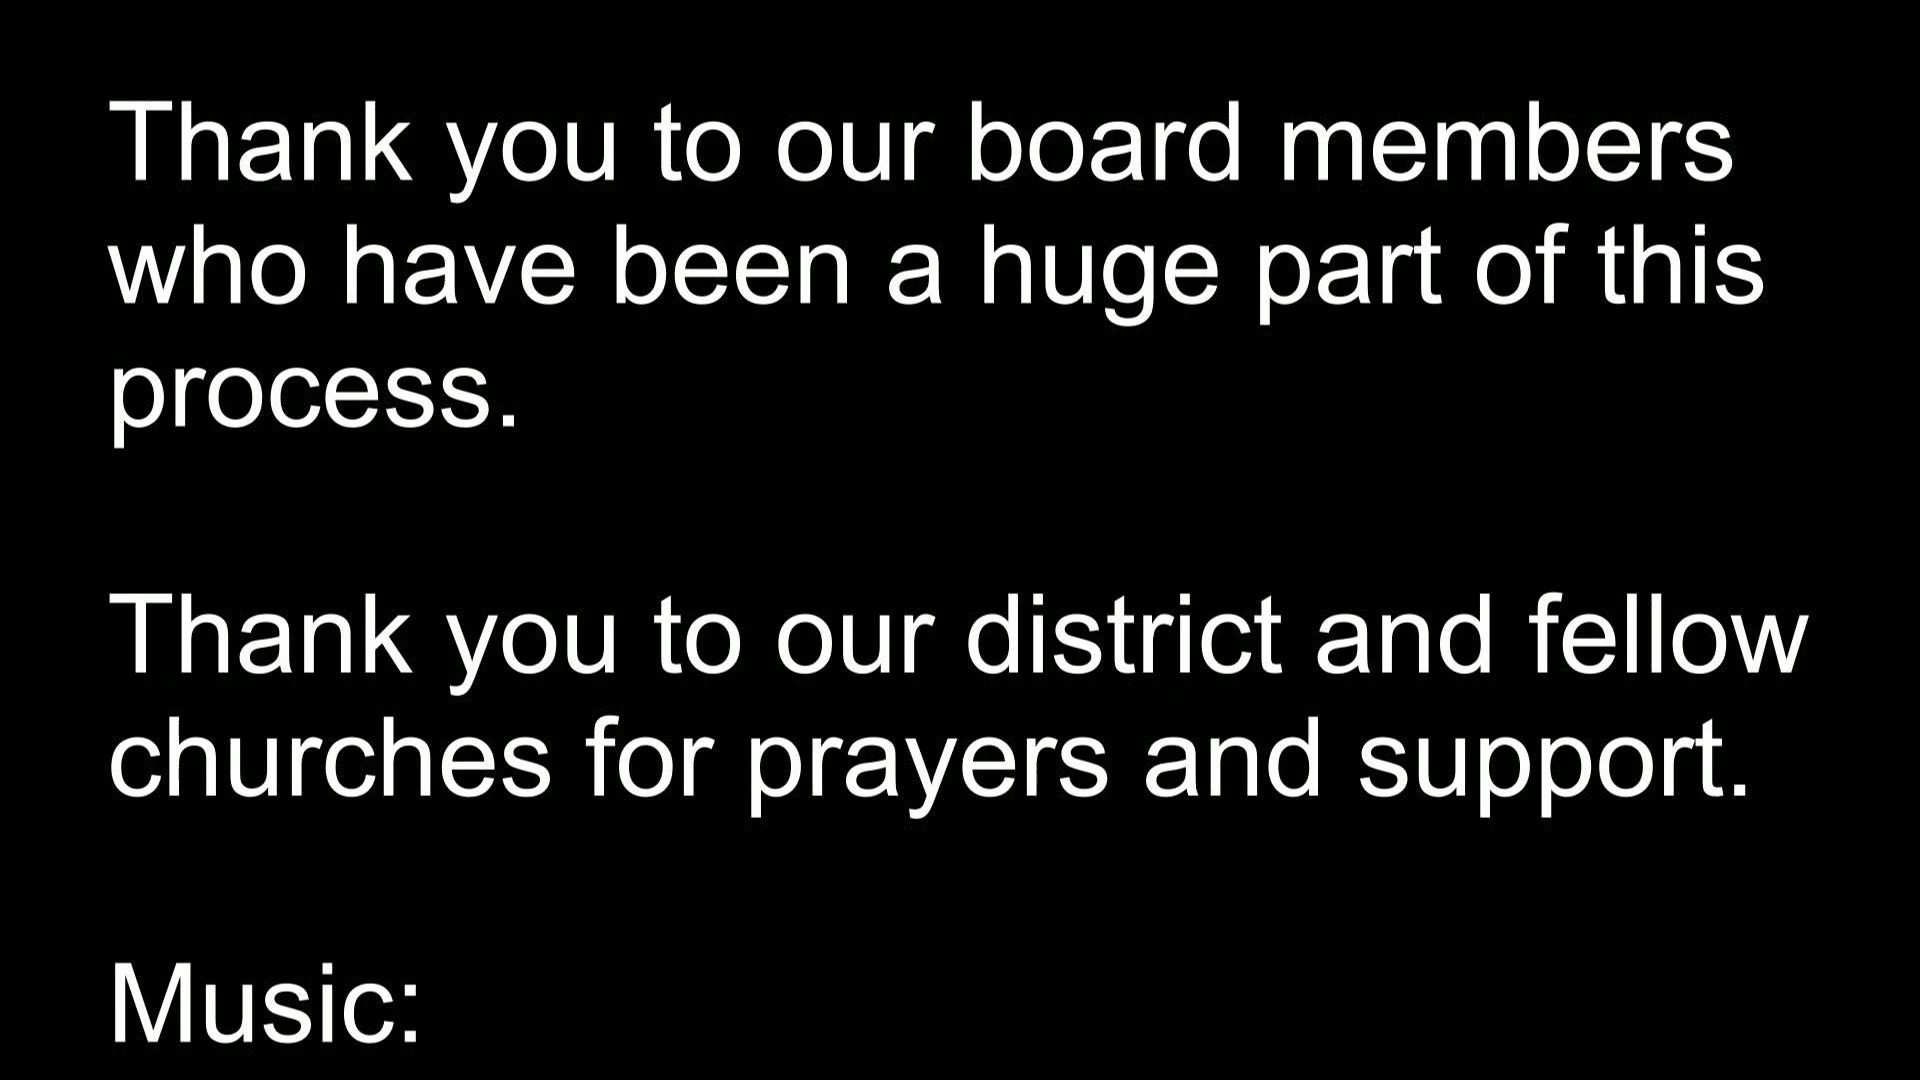 Thank you to our board members
who have been a huge part of this
process.
Thank you to our district and fellow
churches for prayers and support.
Music: